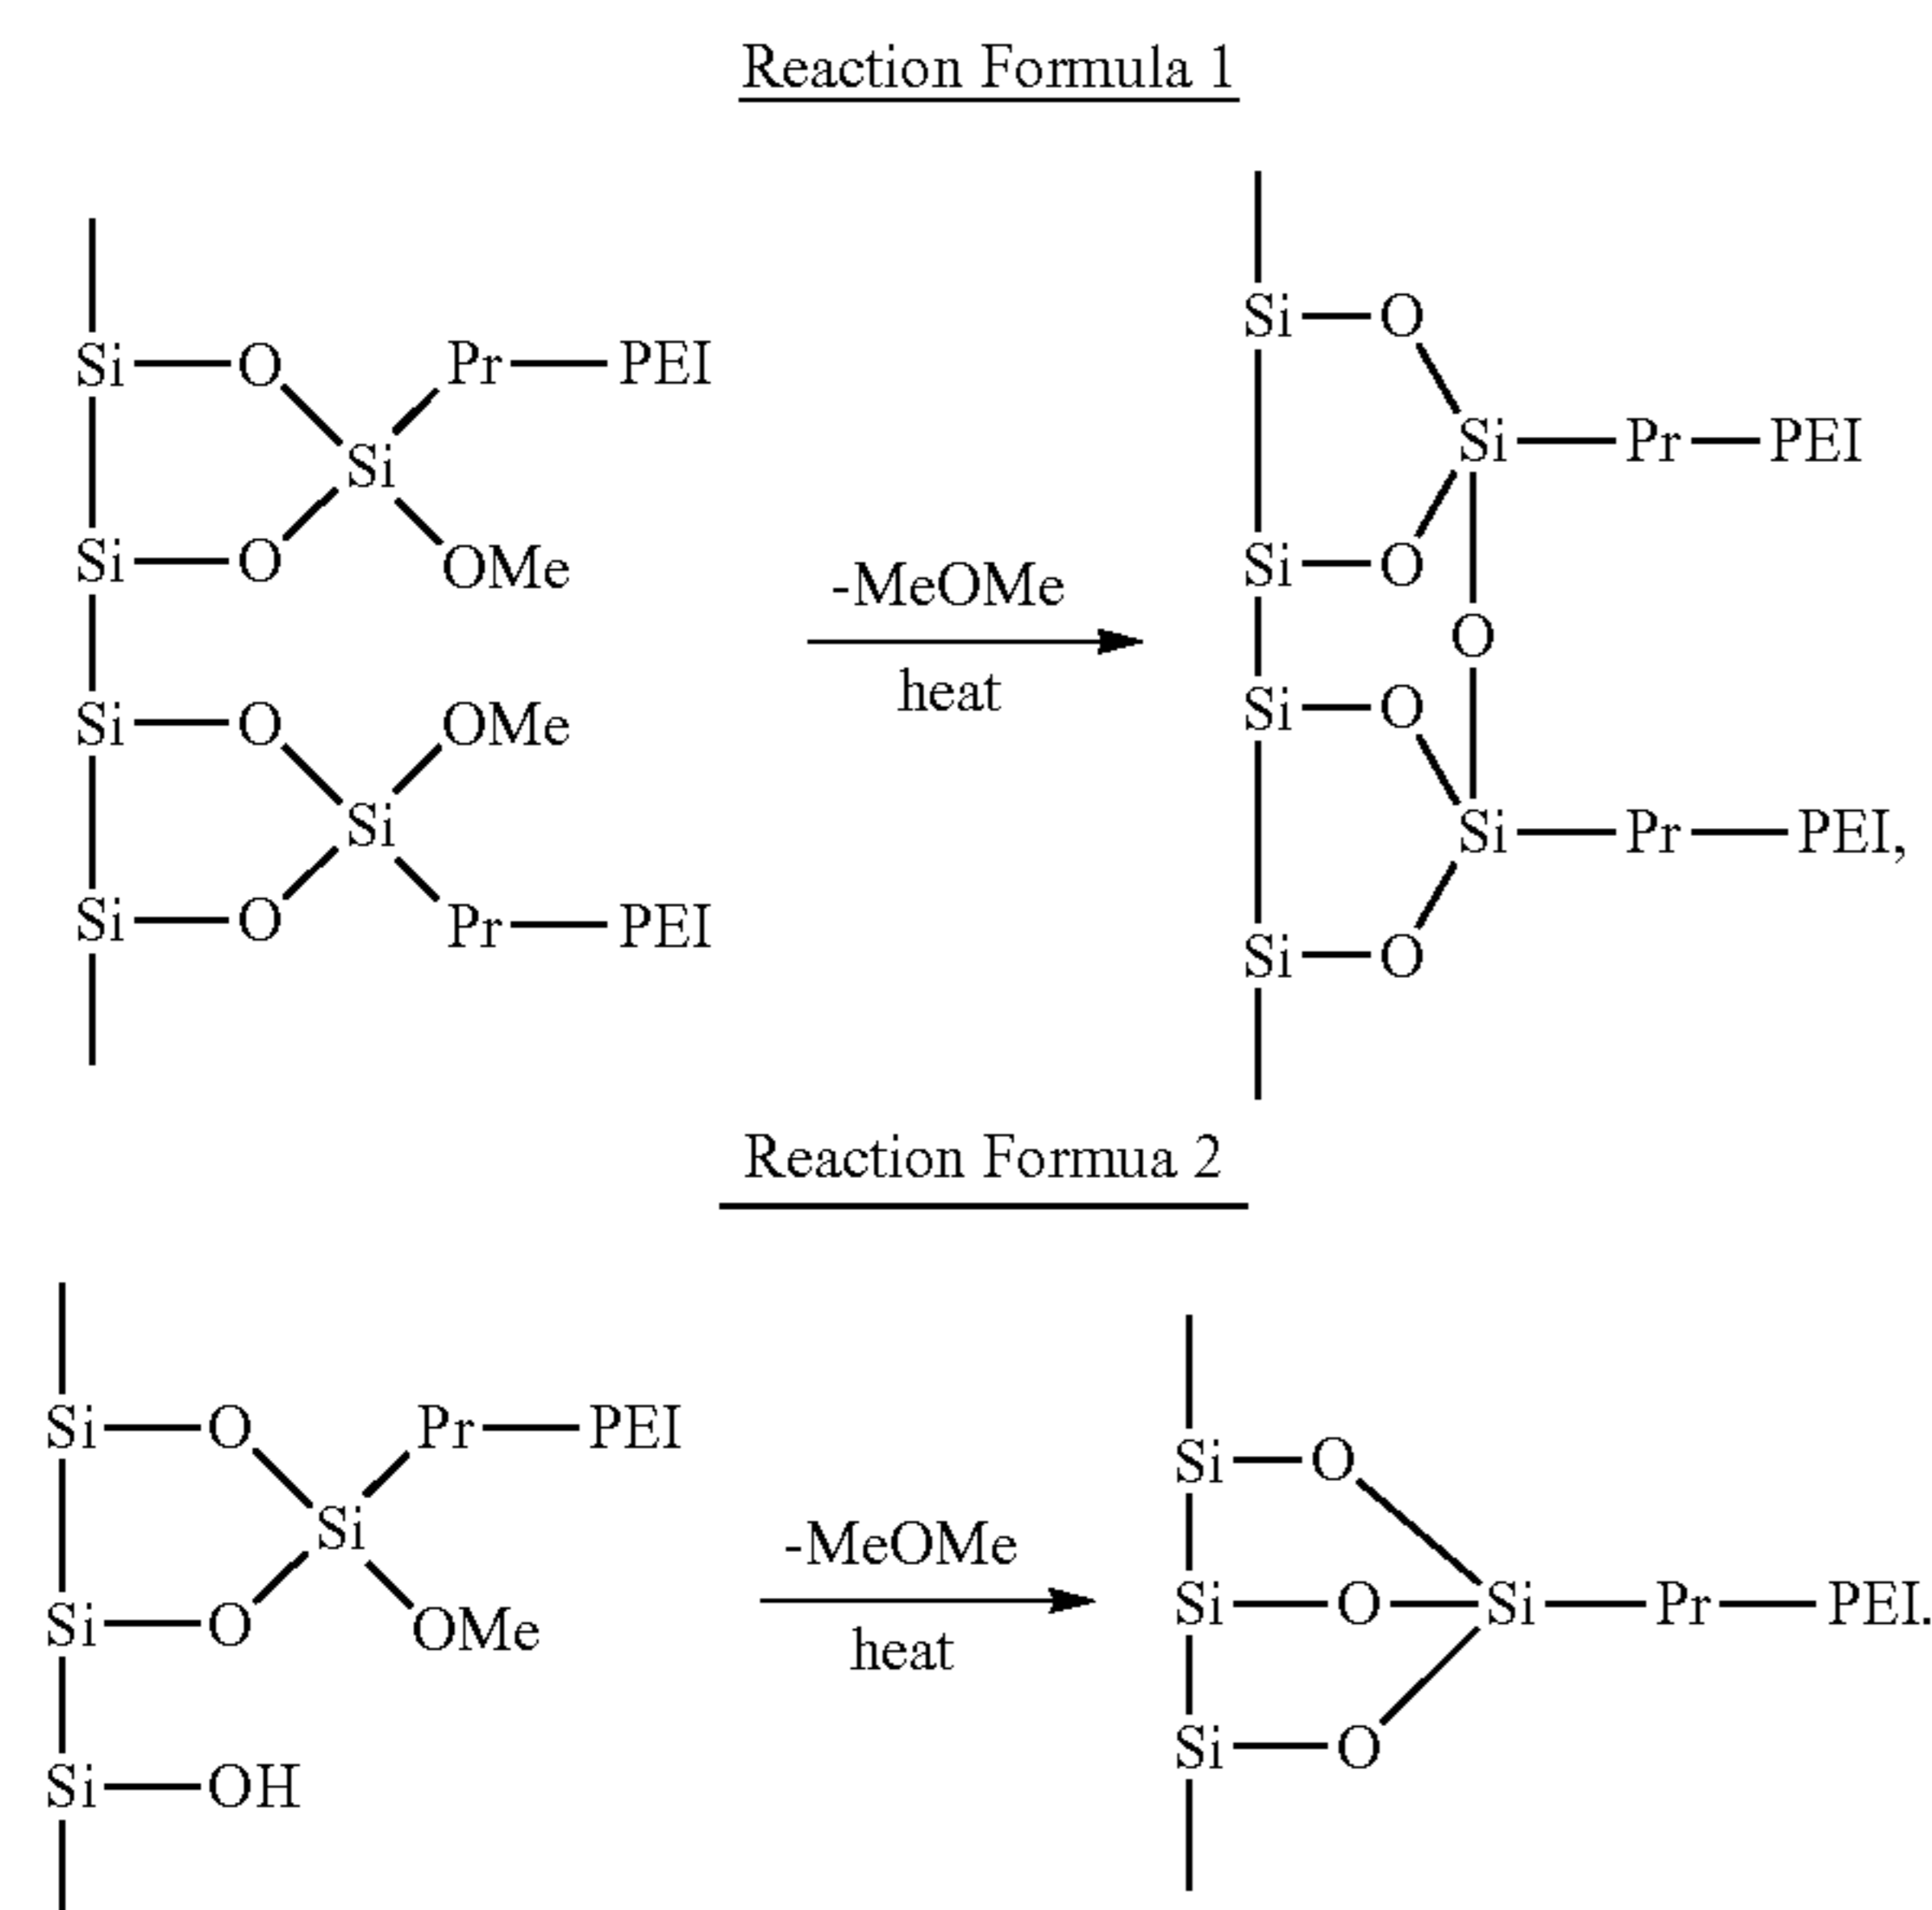 Reaction Formula 1
Si O Pr PEI
Si
Si O OMe
Si O OMe
Si
Si O Pr PEI
-MeOMe
heat
Si O
Si Pr PEI
Si O
O
Si O
Si Pr PEI,
Si O
Reaction Formua 2
Si O Pr PEI
Si
Si O OMe
Si OH
-MeOMe
heat
Si O
Si O Si Pr PEI.
Si O